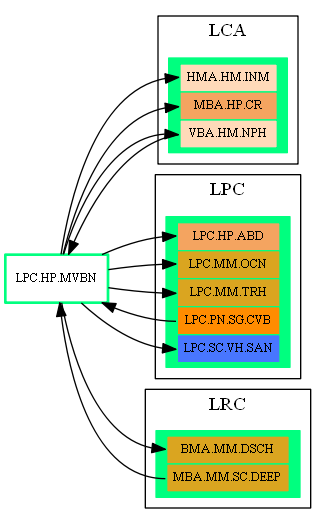 LCA
HMA.HM.INM
MBA.HP.CR
VBA.HM.NPH
LPC
LPC.HP.MVBN
LPC.HP.ABD
LPC.MM.OCN
LPC.MM.TRH
LPC.PN.SG.CVB
LPC.SC.VH.SAN
LRC
BMA.MM.DSCH
MBA.MM.SC.DEEP